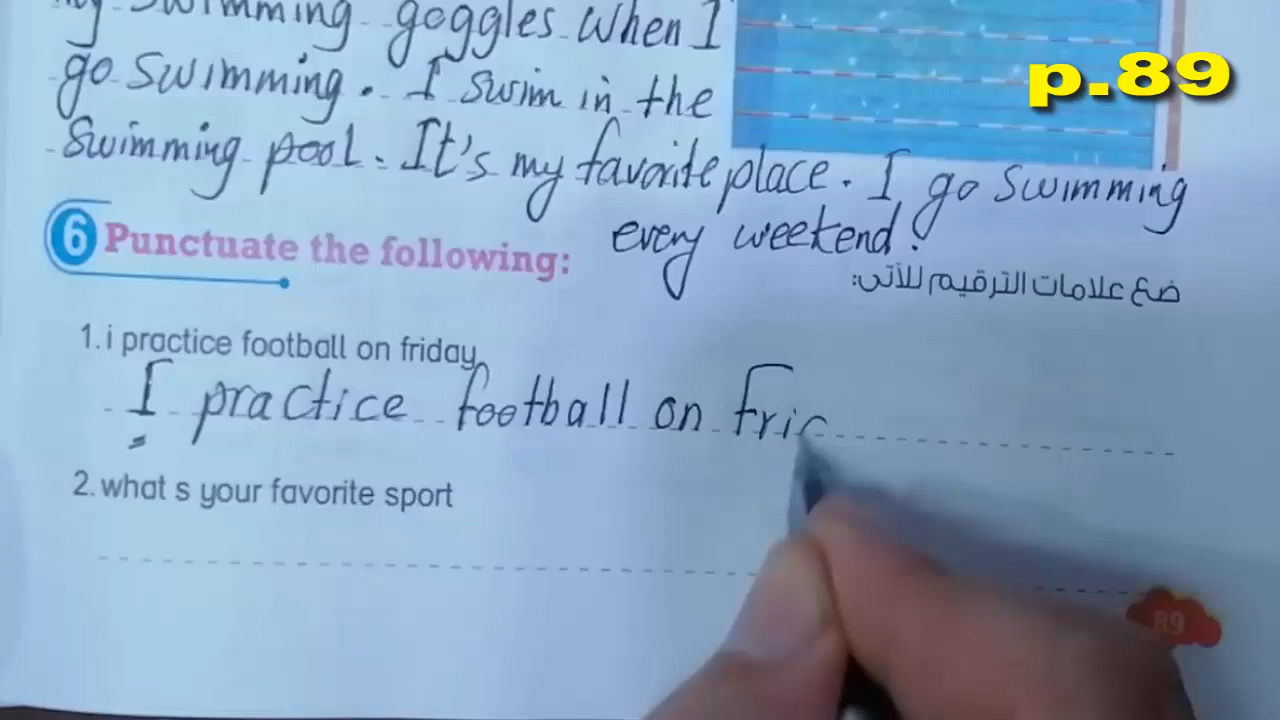 my swimming goggles when I
go swimming. I swim in the
swimming pool. It's my favorite place. I go swimming
every weekend.
p.89
6 Punctuate the following:
ضع علامات الترقيم للآتى:
1. i practice football on friday
I practice football on Fric
2. what s your favorite sport
89